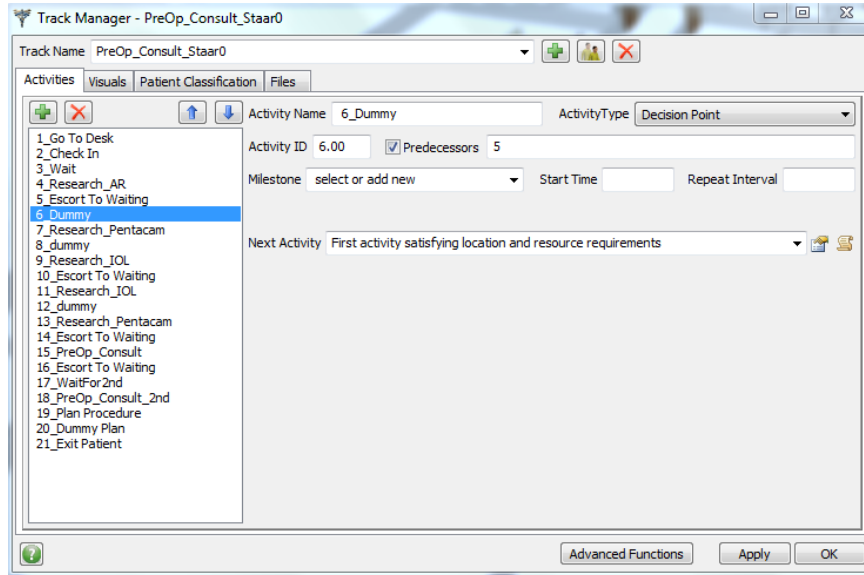 Track Manager - PreOp_Consult_Staar0
Track Name PreOp_Consult_Staar0
Activities Visuals Patient Classification Files
Activity Name 6_Dummy ActivityType Decision Point
Activity ID 6.00 Predecessors 5
Milestone select or add new Start Time Repeat Interval
Next Activity First activity satisfying location and resource requirements
1_Go To Desk
2_Check In
3_Wait
4_Research_AR
5_Escort To Waiting
6_Dummy
7_Research_Pentacam
8_dummy
9_Research_IOL
10_Escort To Waiting
11_Research_IOL
12_dummy
13_Research_Pentacam
14_Escort To Waiting
15_PreOp_Consult
16_Escort To Waiting
17_WaitFor2nd
18_PreOp_Consult_2nd
19_Plan Procedure
20_Dummy Plan
21_Exit Patient
? Advanced Functions Apply OK